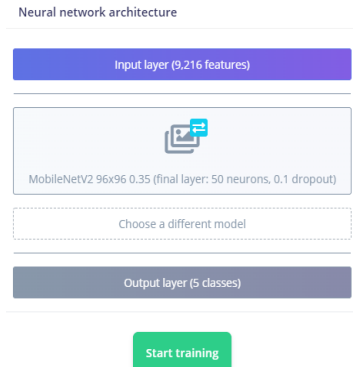 Neural network architecture
Input layer (9,216 features)
MobileNetV2 96x96 0.35 (final layer: 50 neurons, 0.1 dropout)
Choose a different model
Output layer (5 classes)
Start training